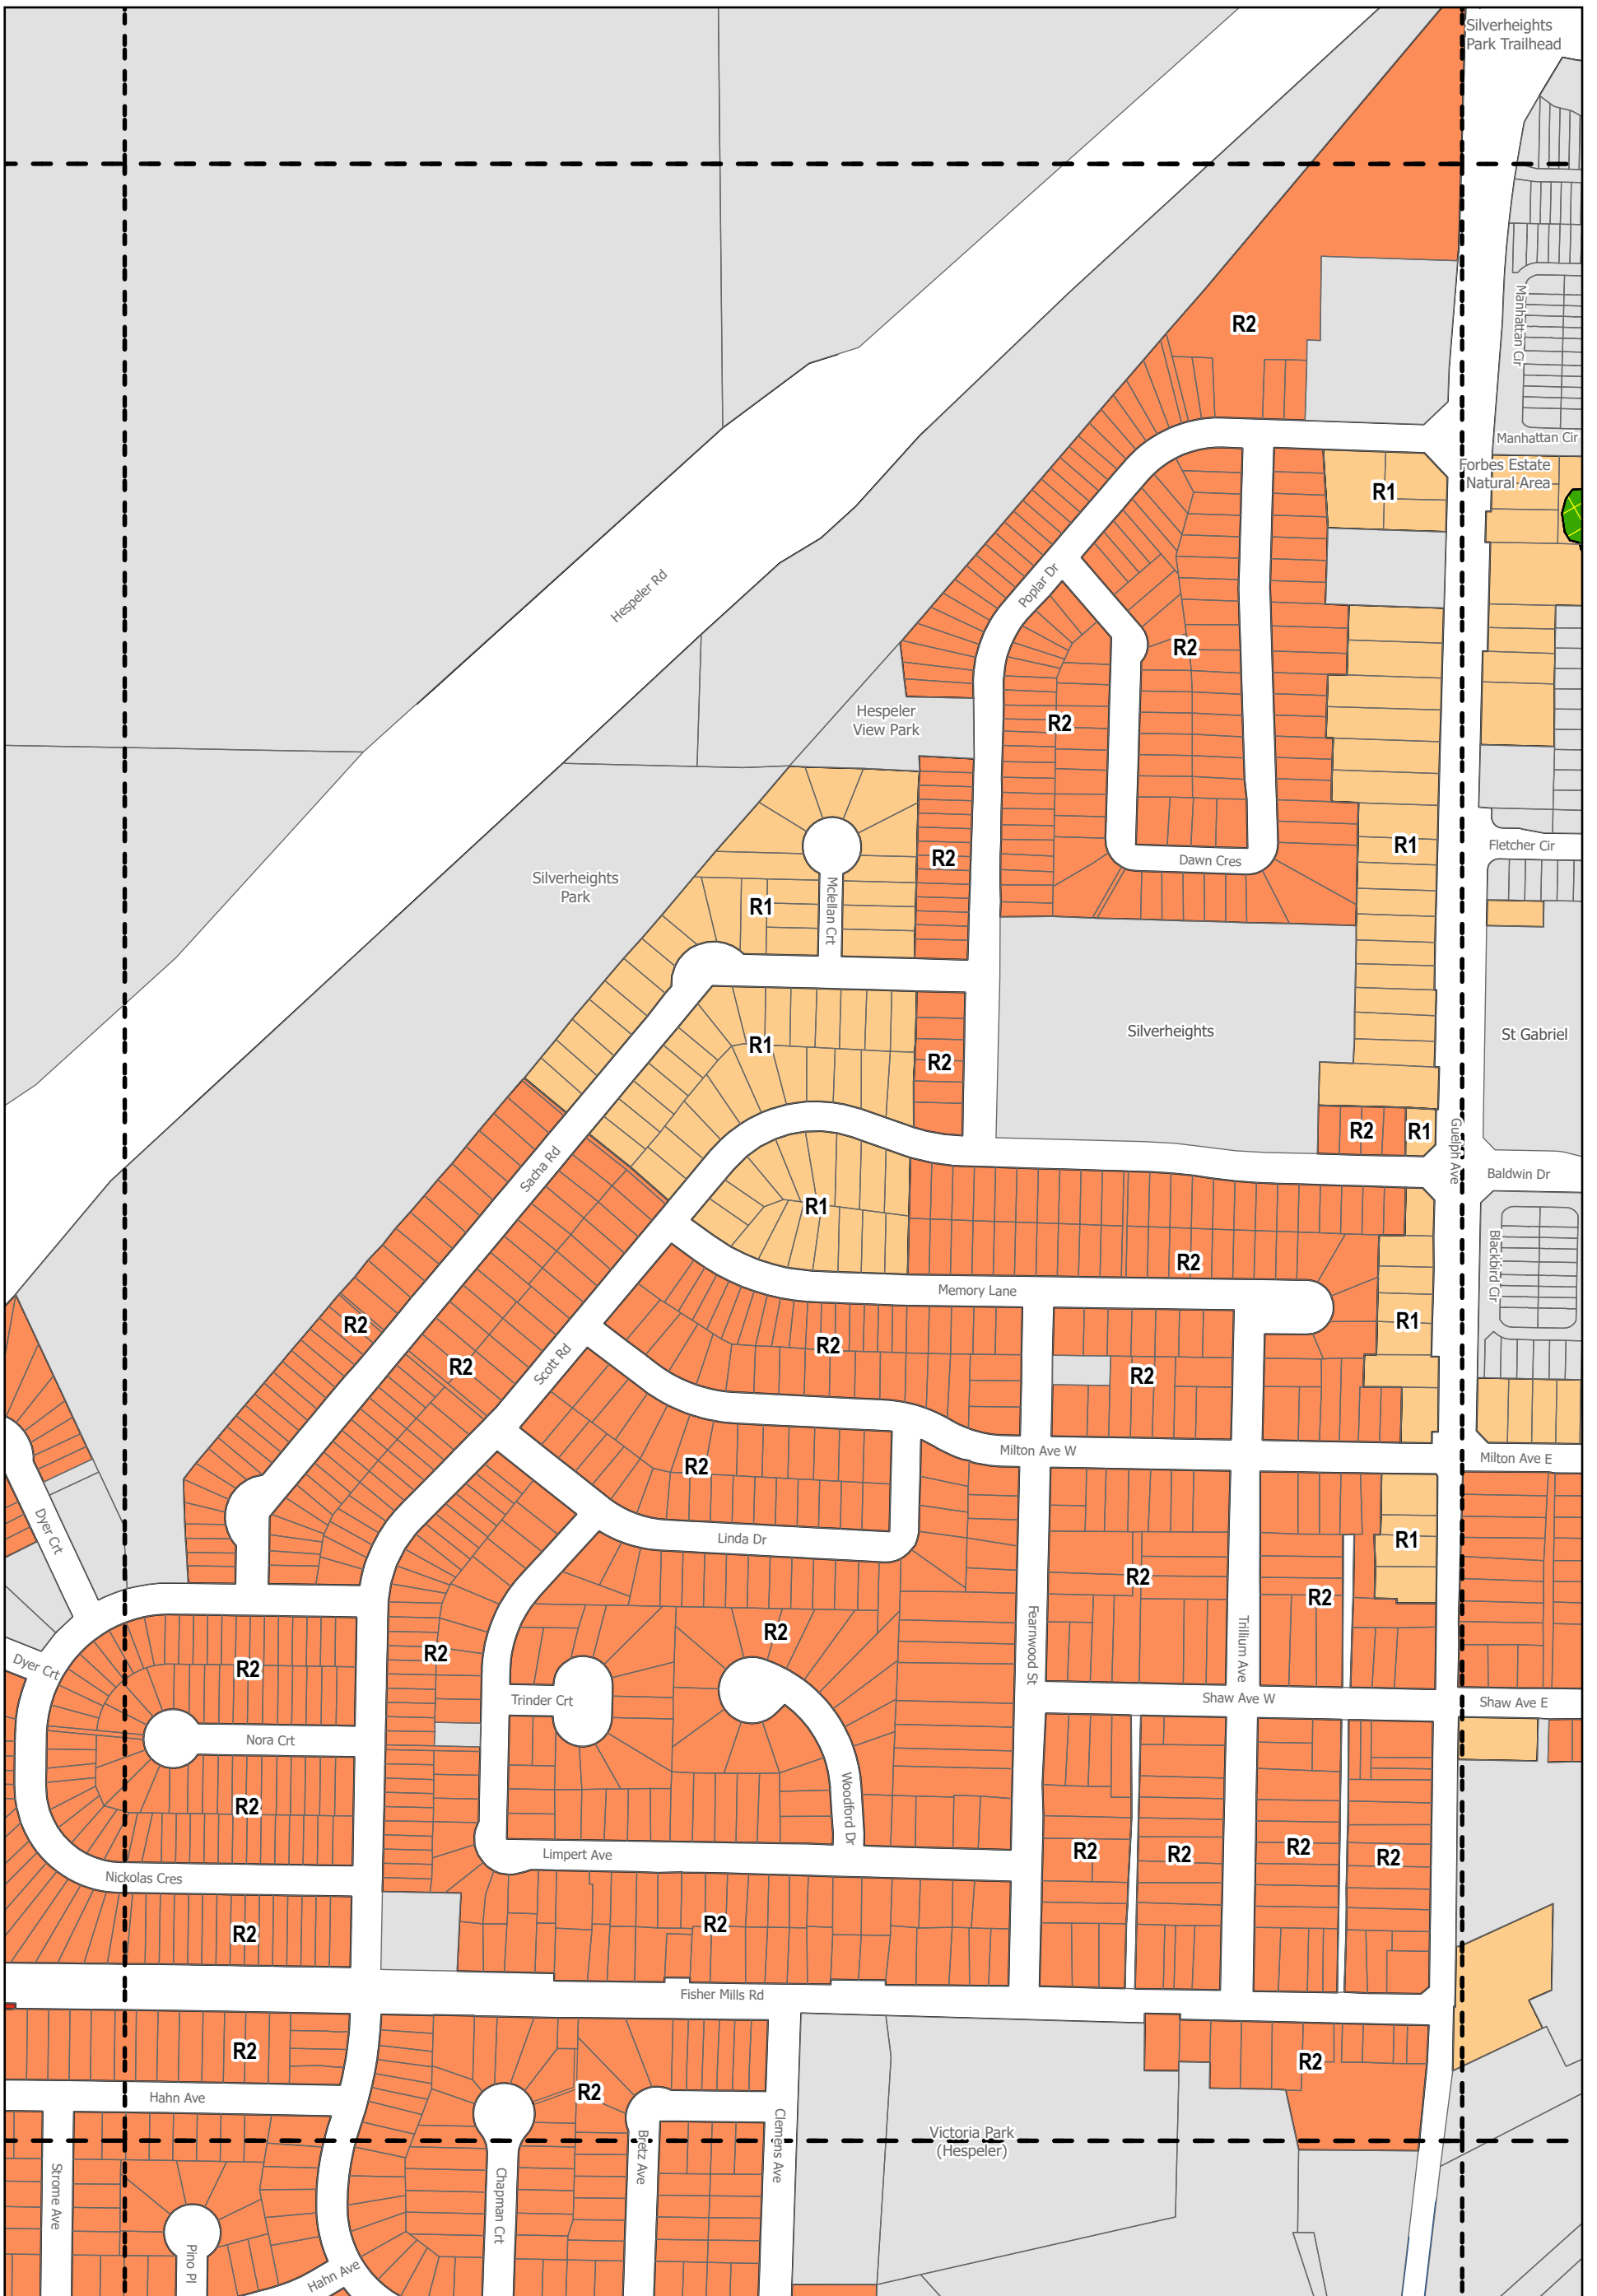 Silverheights
Park Trailhead
Manhattan Cir
R2
Manhattan Cir
Forbes Estate
Natural Area
R1
Hespeler Rd
Poplar Dr
R2
Hespeler
View Park
R2
R1
Fletcher Cir
R2
Dawn Cres
Silverheights
Park
R1
Mclellan Crt
Silverheights
St Gabriel
R1
R2
R2
R1
Guelph Ave
Sacha Rd
Baldwin Dr
R1
R2
Blackbird Cir
Memory Lane
R2
R1
R2
R2
Scott Rd
R2
R2
Milton Ave W
Milton Ave E
R2
Dyer Crt
Linda Dr
R1
R2
R2
R2
R2
Fearnwood St
Trillium Ave
Dyer Crt
R2
Trinder Crt
Shaw Ave W
Shaw Ave E
Nora Crt
R2
Woodford Dr
Limpert Ave
R2
R2
R2
R2
Nickolas Cres
R2
R2
Fisher Mills Rd
R2
R2
R2
Hahn Ave
Clemens Ave
Victoria Park
(Hespeler)
Bretz Ave
Strome Ave
Chapman Crt
Pino Pl
Hahn Ave